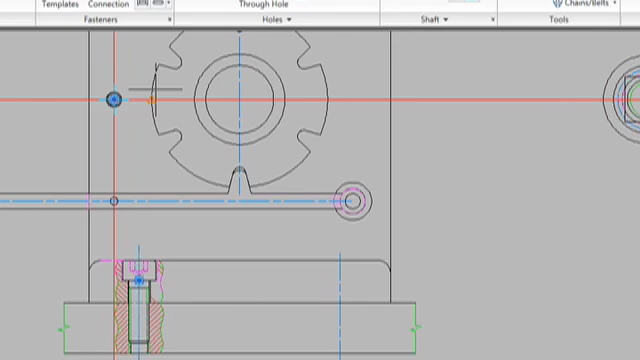 Templates Connection Through Hole Chains/Belts
Fasteners Holes Shaft Tools